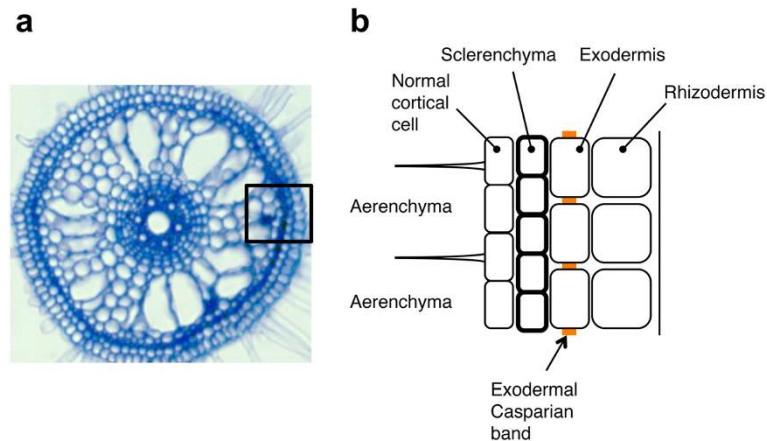 a
b
Sclerenchyma
Exodermis
Normal
cortical
cell
Rhizodermis
Aerenchyma
Aerenchyma
Exodermal
Casparian
band